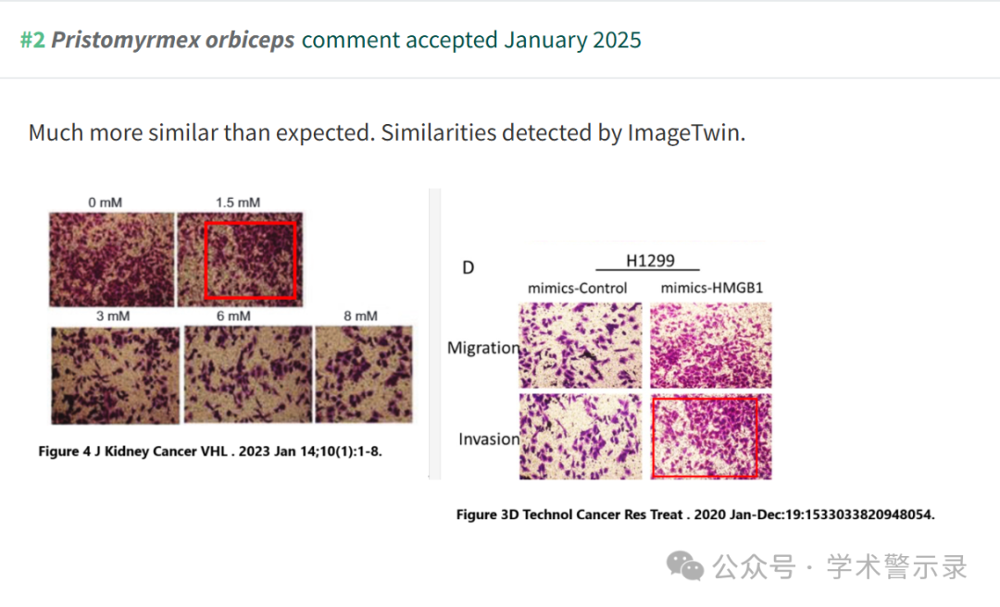 #2 Pristomyrmex orbiceps comment accepted January 2025
Much more similar than expected. Similarities detected by ImageTwin.
0 mM 1.5 mM
3 mM 6 mM 8 mM
Figure 4 J Kidney Cancer VHL . 2023 Jan 14;10(1):1-8.
D
H1299
mimics-Control mimics-HMGB1
Migration
Invasion
Figure 3D Technol Cancer Res Treat . 2020 Jan-Dec:19:1533033820948054.
公众号 · 学术警示录